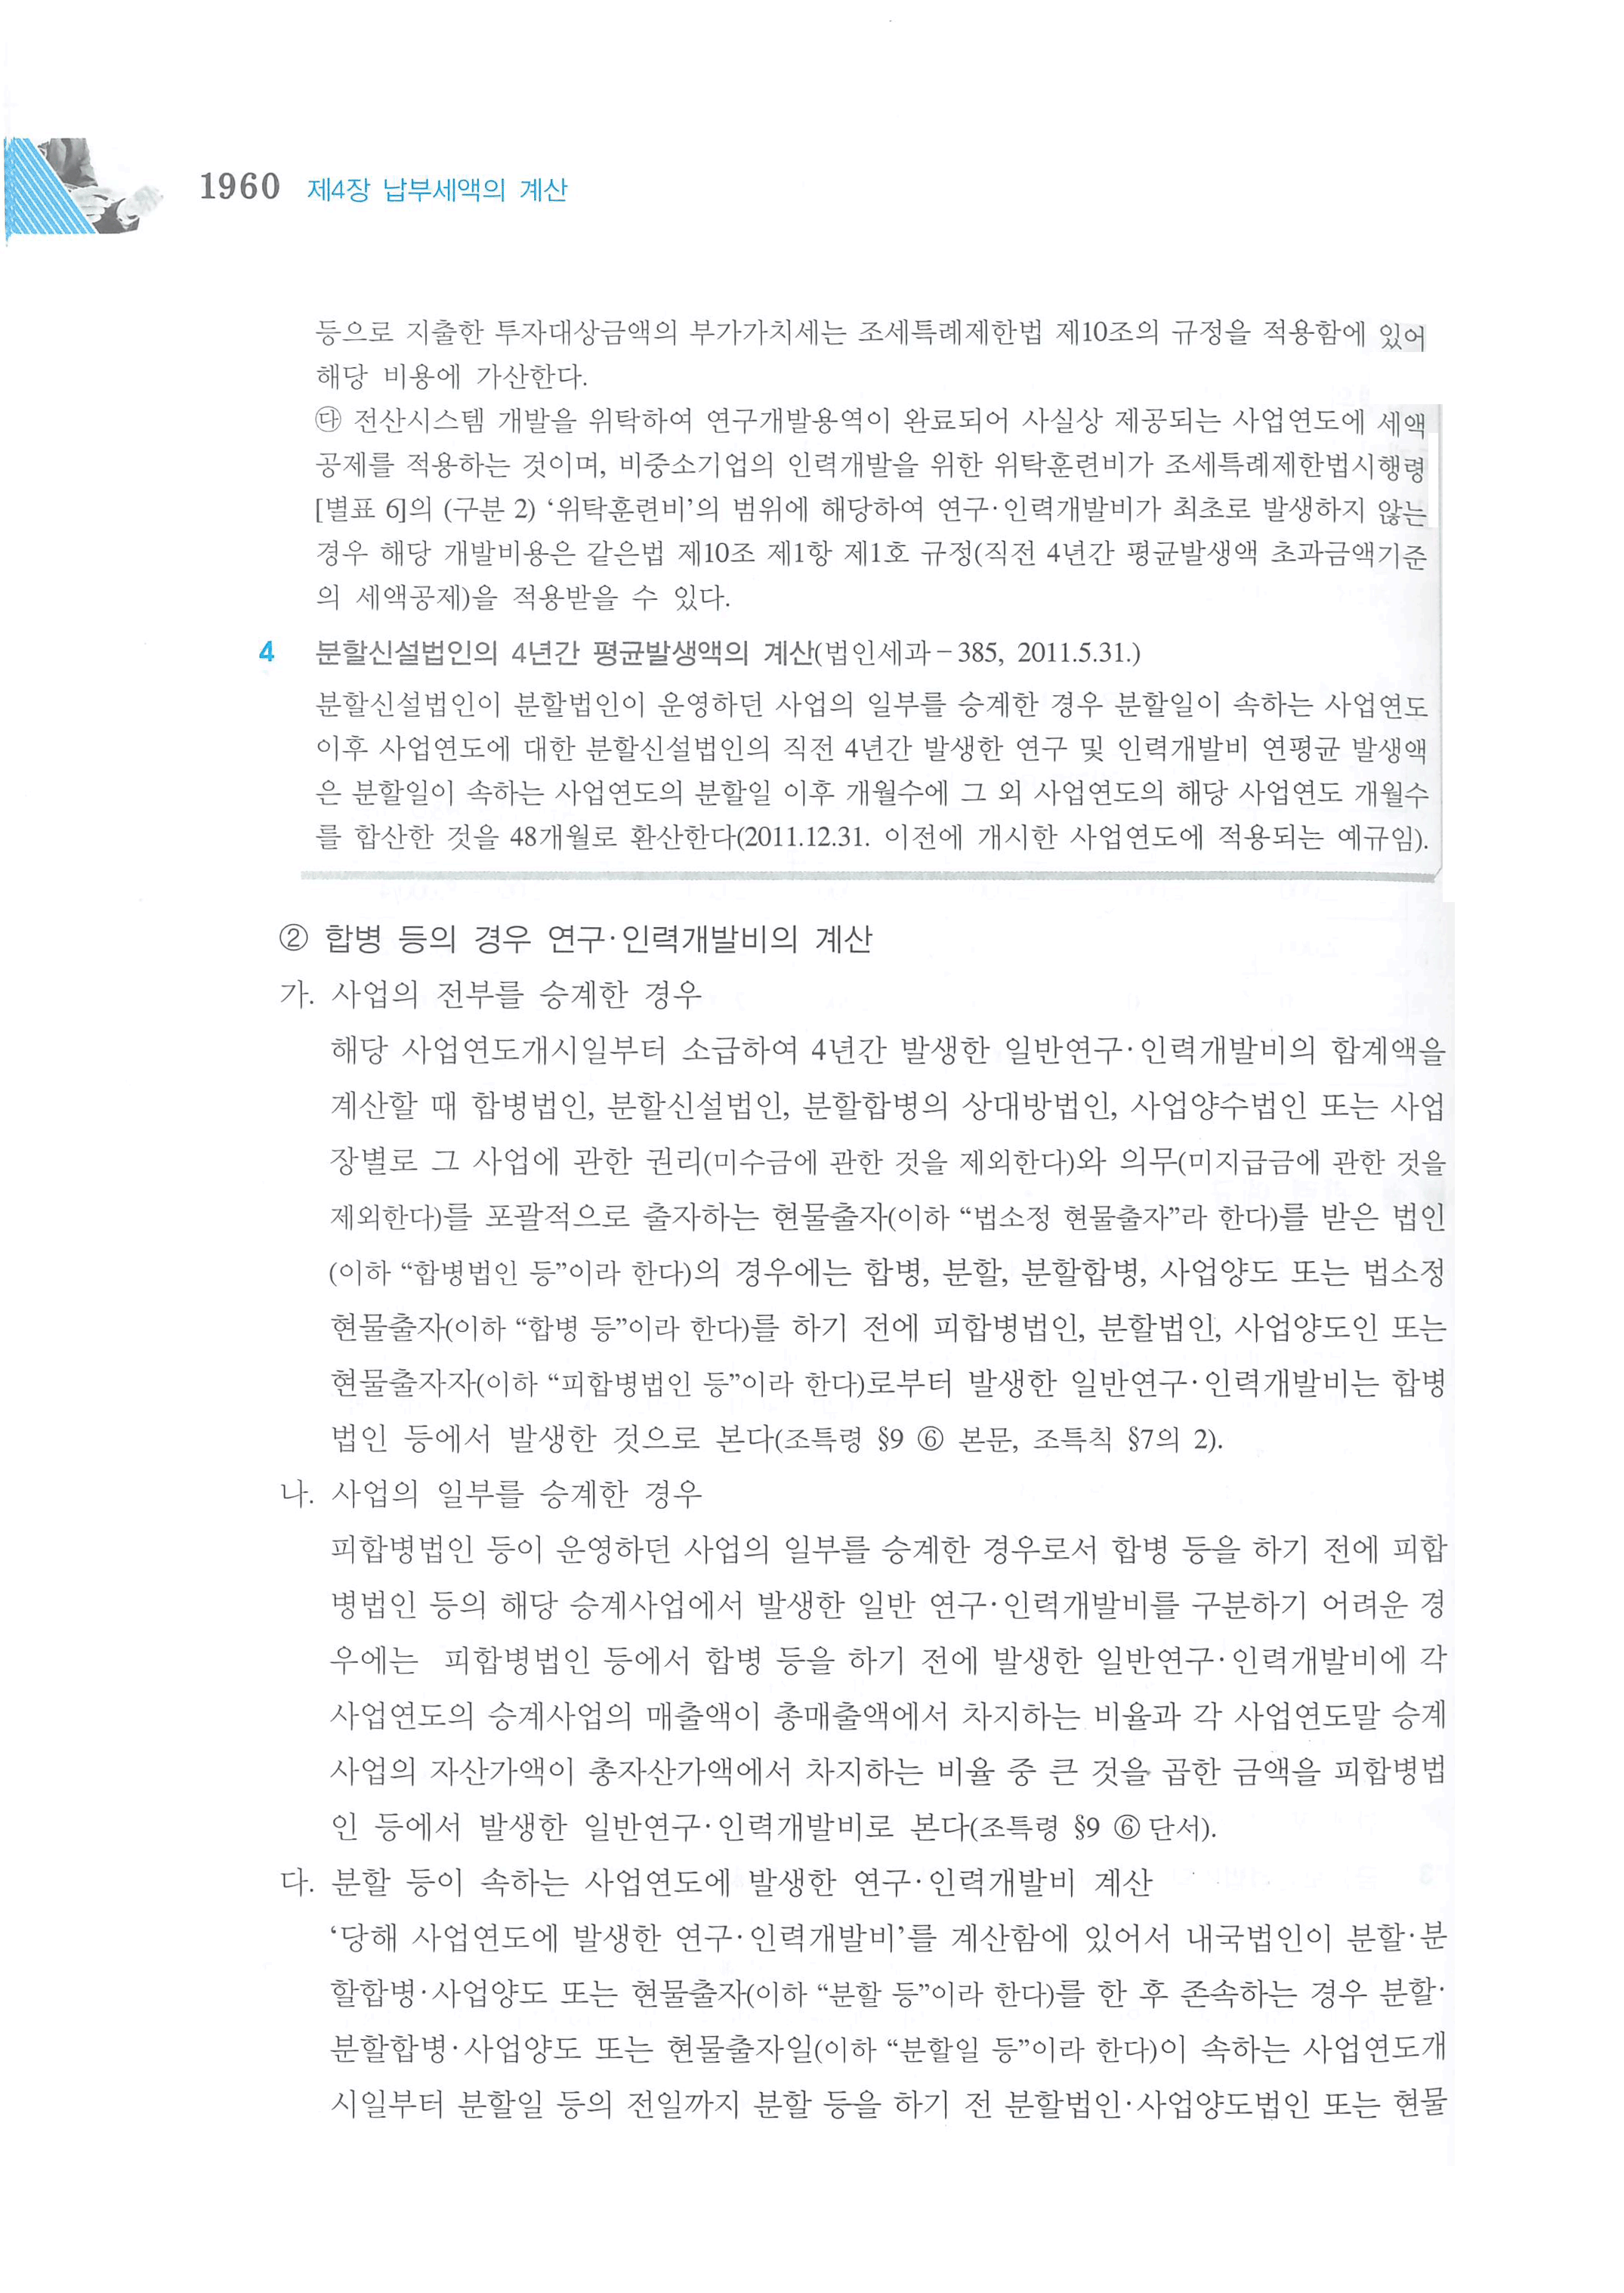 1960 제4장 납부세액의 계산
등으로 지출한 투자대상금액의 부가가치세는 조세특례제한법 제10조의 규정을 적용함에 있어
해당 비용에 가산한다.
㉰ 전산시스템 개발을 위탁하여 연구개발용역이 완료되어 사실상 제공되는 사업연도에 세액
공제를 적용하는 것이며, 비중소기업의 인력개발을 위한 위탁훈련비가 조세특례제한법시행령
[별표 6]의 (구분 2) ‘위탁훈련비’의 범위에 해당하여 연구·인력개발비가 최초로 발생하지 않는
경우 해당 개발비용은 같은법 제10조 제1항 제1호 규정(직전 4년간 평균발생액 초과금액기준
의 세액공제)을 적용받을 수 있다.
4 분할신설법인의 4년간 평균발생액의 계산(법인세과-385, 2011.5.31.)
분할신설법인이 분할법인이 운영하던 사업의 일부를 승계한 경우 분할일이 속하는 사업연도
이후 사업연도에 대한 분할신설법인의 직전 4년간 발생한 연구 및 인력개발비 연평균 발생액
은 분할일이 속하는 사업연도의 분할일 이후 개월수에 그 외 사업연도의 해당 사업연도 개월수
를 합산한 것을 48개월로 환산한다(2011.12.31. 이전에 개시한 사업연도에 적용되는 예규임).
② 합병 등의 경우 연구·인력개발비의 계산
가. 사업의 전부를 승계한 경우
해당 사업연도개시일부터 소급하여 4년간 발생한 일반연구·인력개발비의 합계액을
계산할 때 합병법인, 분할신설법인, 분할합병의 상대방법인, 사업양수법인 또는 사업
장별로 그 사업에 관한 권리(미수금에 관한 것을 제외한다)와 의무(미지급금에 관한 것을
제외한다)를 포괄적으로 출자하는 현물출자(이하 “법소정 현물출자”라 한다)를 받은 법인
(이하 “합병법인 등”이라 한다)의 경우에는 합병, 분할, 분할합병, 사업양도 또는 법소정
현물출자(이하 “합병 등”이라 한다)를 하기 전에 피합병법인, 분할법인, 사업양도인 또는
현물출자자(이하 “피합병법인 등”이라 한다)로부터 발생한 일반연구·인력개발비는 합병
법인 등에서 발생한 것으로 본다(조특령 §9 ⑥ 본문, 조특칙 §7의 2).
나. 사업의 일부를 승계한 경우
피합병법인 등이 운영하던 사업의 일부를 승계한 경우로서 합병 등을 하기 전에 피합
병법인 등의 해당 승계사업에서 발생한 일반 연구·인력개발비를 구분하기 어려운 경
우에는 피합병법인 등에서 합병 등을 하기 전에 발생한 일반연구·인력개발비에 각
사업연도의 승계사업의 매출액이 총매출액에서 차지하는 비율과 각 사업연도말 승계
사업의 자산가액이 총자산가액에서 차지하는 비율 중 큰 것을 곱한 금액을 피합병법
인 등에서 발생한 일반연구·인력개발비로 본다(조특령 §9 ⑥ 단서).
다. 분할 등이 속하는 사업연도에 발생한 연구·인력개발비 계산
‘당해 사업연도에 발생한 연구·인력개발비’를 계산함에 있어서 내국법인이 분할·분
할합병·사업양도 또는 현물출자(이하 “분할 등”이라 한다)를 한 후 존속하는 경우 분할·
분할합병·사업양도 또는 현물출자일(이하 “분할일 등”이라 한다)이 속하는 사업연도개
시일부터 분할일 등의 전일까지 분할 등을 하기 전 분할법인·사업양도법인 또는 현물